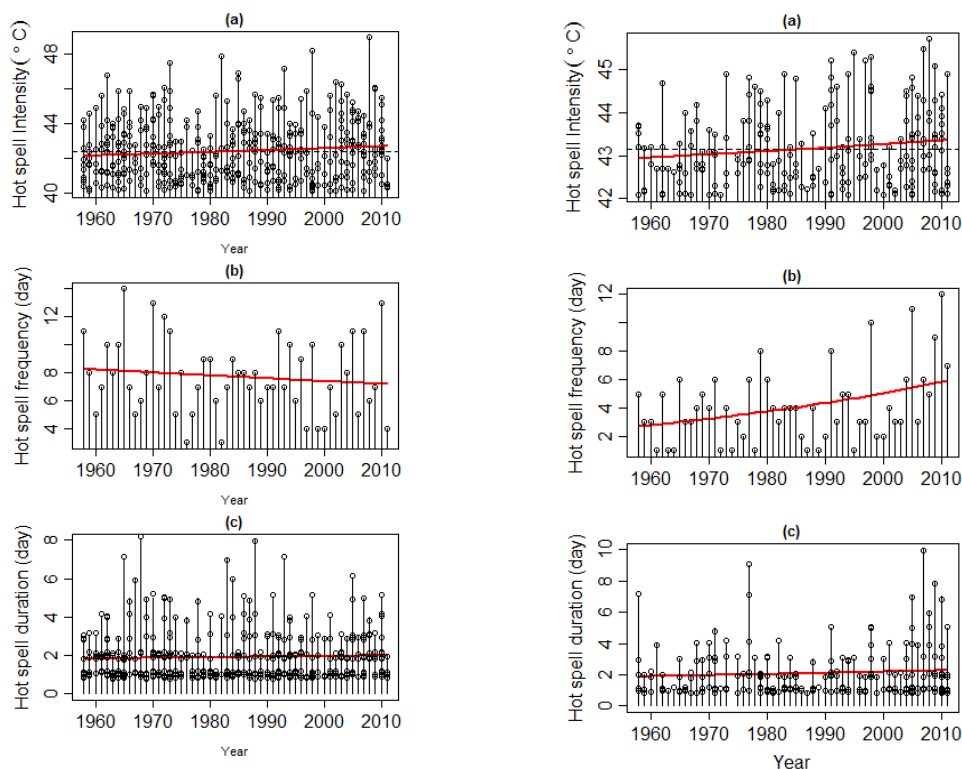 (a)
Hot spell Intensity( ° C)
48
44
40
1960 1970 1980 1990 2000 2010
Year
(b)
Hot spell frequency (day)
12
8
6
4
1960 1970 1980 1990 2000 2010
Year
(c)
Hot spell duration (day)
8
6
4
2
0
1960 1970 1980 1990 2000 2010
Year
(a)
Hot spell Intensity( ° C)
45
44
43
42
1960 1970 1980 1990 2000 2010
(b)
Hot spell frequency (day)
12
10
8
6
4
2
1960 1970 1980 1990 2000 2010
(c)
Hot spell duration (day)
10
8
6
4
2
0
1960 1970 1980 1990 2000 2010
Year